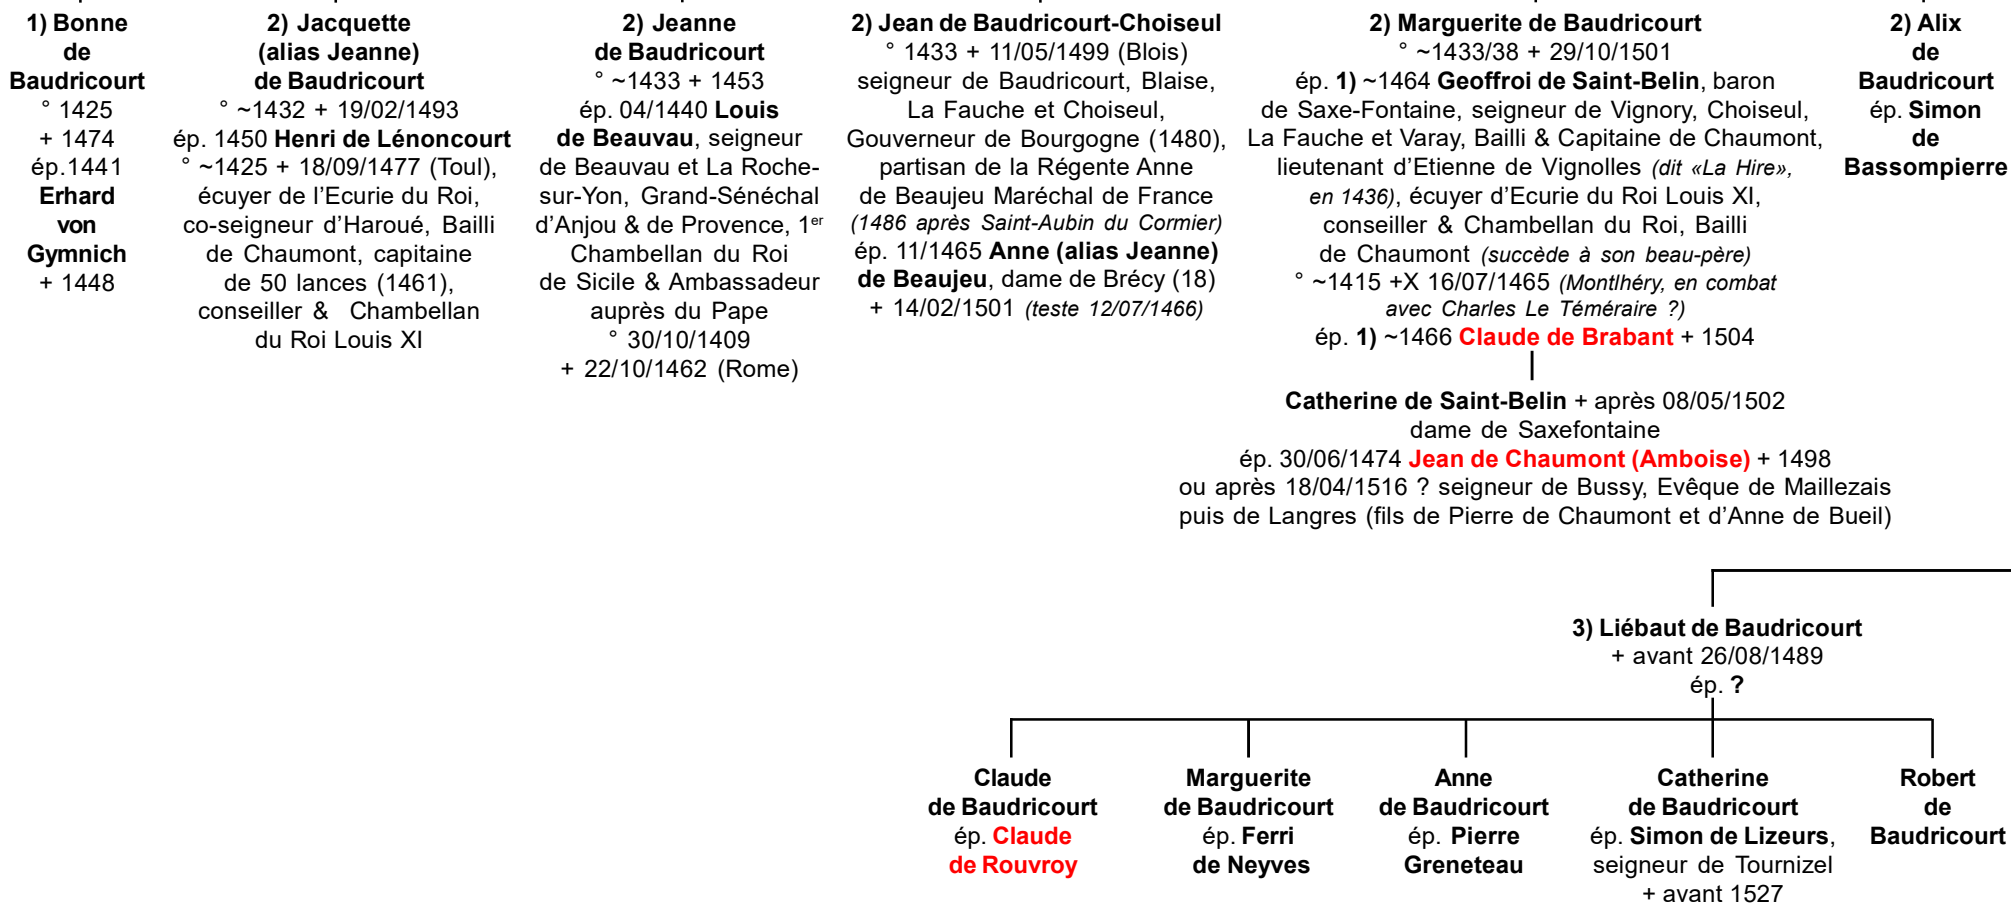 1) Bonne
de
Baudricourt
° 1425
+ 1474
ép.1441
Erhard
von
Gymnich
+ 1448
2) Jacquette
(alias Jeanne)
de Baudricourt
° ~1432 + 19/02/1493
ép. 1450 Henri de Lénoncourt
° ~1425 + 18/09/1477 (Toul),
écuyer de l’Ecurie du Roi,
co-seigneur d’Haroué, Bailli
de Chaumont, capitaine
de 50 lances (1461),
conseiller & Chambellan
du Roi Louis XI
2) Jeanne
de Baudricourt
° ~1433 + 1453
ép. 04/1440 Louis
de Beauvau, seigneur
de Beauvau et La Roche-
sur-Yon, Grand-Sénéchal
d’Anjou & de Provence, 1er
Chambellan du Roi
de Sicile & Ambassadeur
auprès du Pape
° 30/10/1409
+ 22/10/1462 (Rome)
2) Jean de Baudricourt-Choiseul
° 1433 + 11/05/1499 (Blois)
seigneur de Baudricourt, Blaise,
La Fauche et Choiseul,
Gouverneur de Bourgogne (1480),
partisan de la Régente Anne
de Beaujeu Maréchal de France
(1486 après Saint-Aubin du Cormier)
ép. 11/1465 Anne (alias Jeanne)
de Beaujeu, dame de Brécy (18)
+ 14/02/1501 (teste 12/07/1466)
2) Marguerite de Baudricourt
° ~1433/38 + 29/10/1501
ép. 1) ~1464 Geoffroi de Saint-Belin, baron
de Saxe-Fontaine, seigneur de Vignory, Choiseul,
La Fauche et Varay, Bailli & Capitaine de Chaumont,
lieutenant d’Etienne de Vignolles (dit «La Hire»,
en 1436), écuyer d’Ecurie du Roi Louis XI,
conseiller & Chambellan du Roi, Bailli
de Chaumont (succède à son beau-père)
° ~1415 +X 16/07/1465 (Montlhéry, en combat
avec Charles Le Téméraire ?)
ép. 1) ~1466 Claude de Brabant + 1504
2) Alix
de
Baudricourt
ép. Simon
de
Bassompierre
Catherine de Saint-Belin + après 08/05/1502
dame de Saxefontaine
ép. 30/06/1474 Jean de Chaumont (Amboise) + 1498
ou après 18/04/1516 ? seigneur de Bussy, Evêque de Maillezais
puis de Langres (fils de Pierre de Chaumont et d’Anne de Bueil)
3) Liébaut de Baudricourt
+ avant 26/08/1489
ép. ?
Claude
de Baudricourt
ép. Claude
de Rouvroy
Marguerite
de Baudricourt
ép. Ferri
de Neyves
Anne
de Baudricourt
ép. Pierre
Greneteau
Catherine
de Baudricourt
ép. Simon de Lizeurs,
seigneur de Tournizel
+ avant 1527
Robert
de
Baudricourt